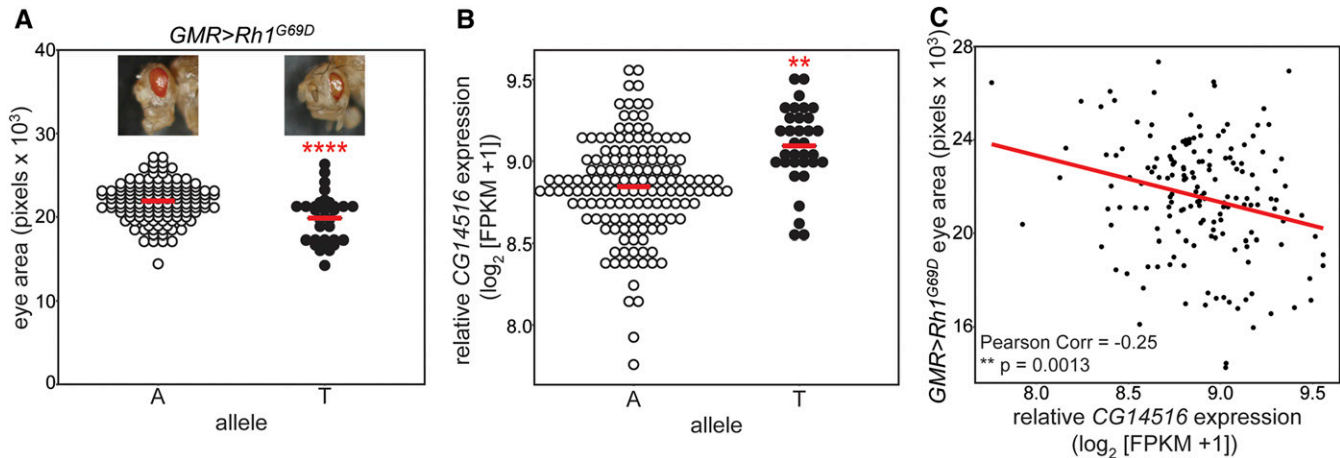 A
GMR>Rh1G69D
eye area (pixels x 10³)
40
30
20
10
0
****
A
T
allele
B
relative CG14516 expression
(log₂ [FPKM +1])
9.5
9.0
8.5
8.0
**
A
T
allele
C
GMR>Rh1G69D eye area (pixels x 10³)
28
24
20
16
Pearson Corr = -0.25
** p = 0.0013
8.0 8.5 9.0 9.5
relative CG14516 expression
(log₂ [FPKM +1])